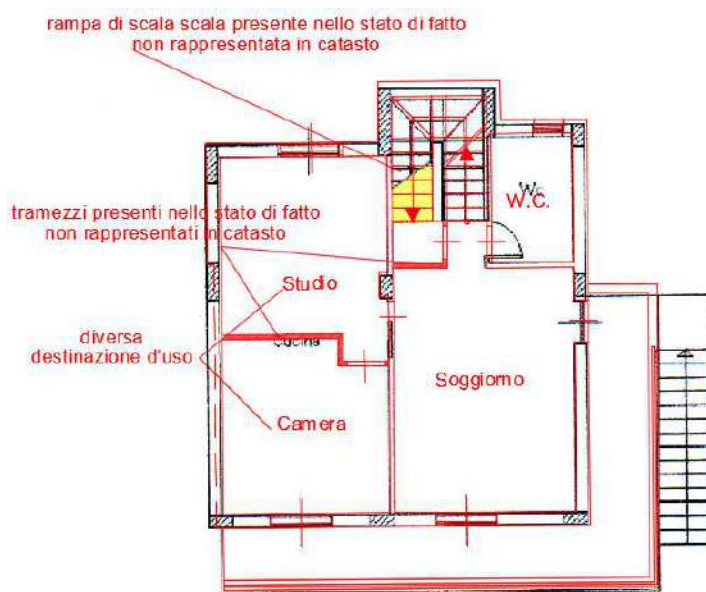 rampa di scala scala presente nello stato di fatto
non rappresentata in catasto
tramezzi presenti nello stato di fatto
non rappresentati in catasto
W.C.
Studio
diversa
destinazione d'uso
Cucina
Soggiorno
Camera